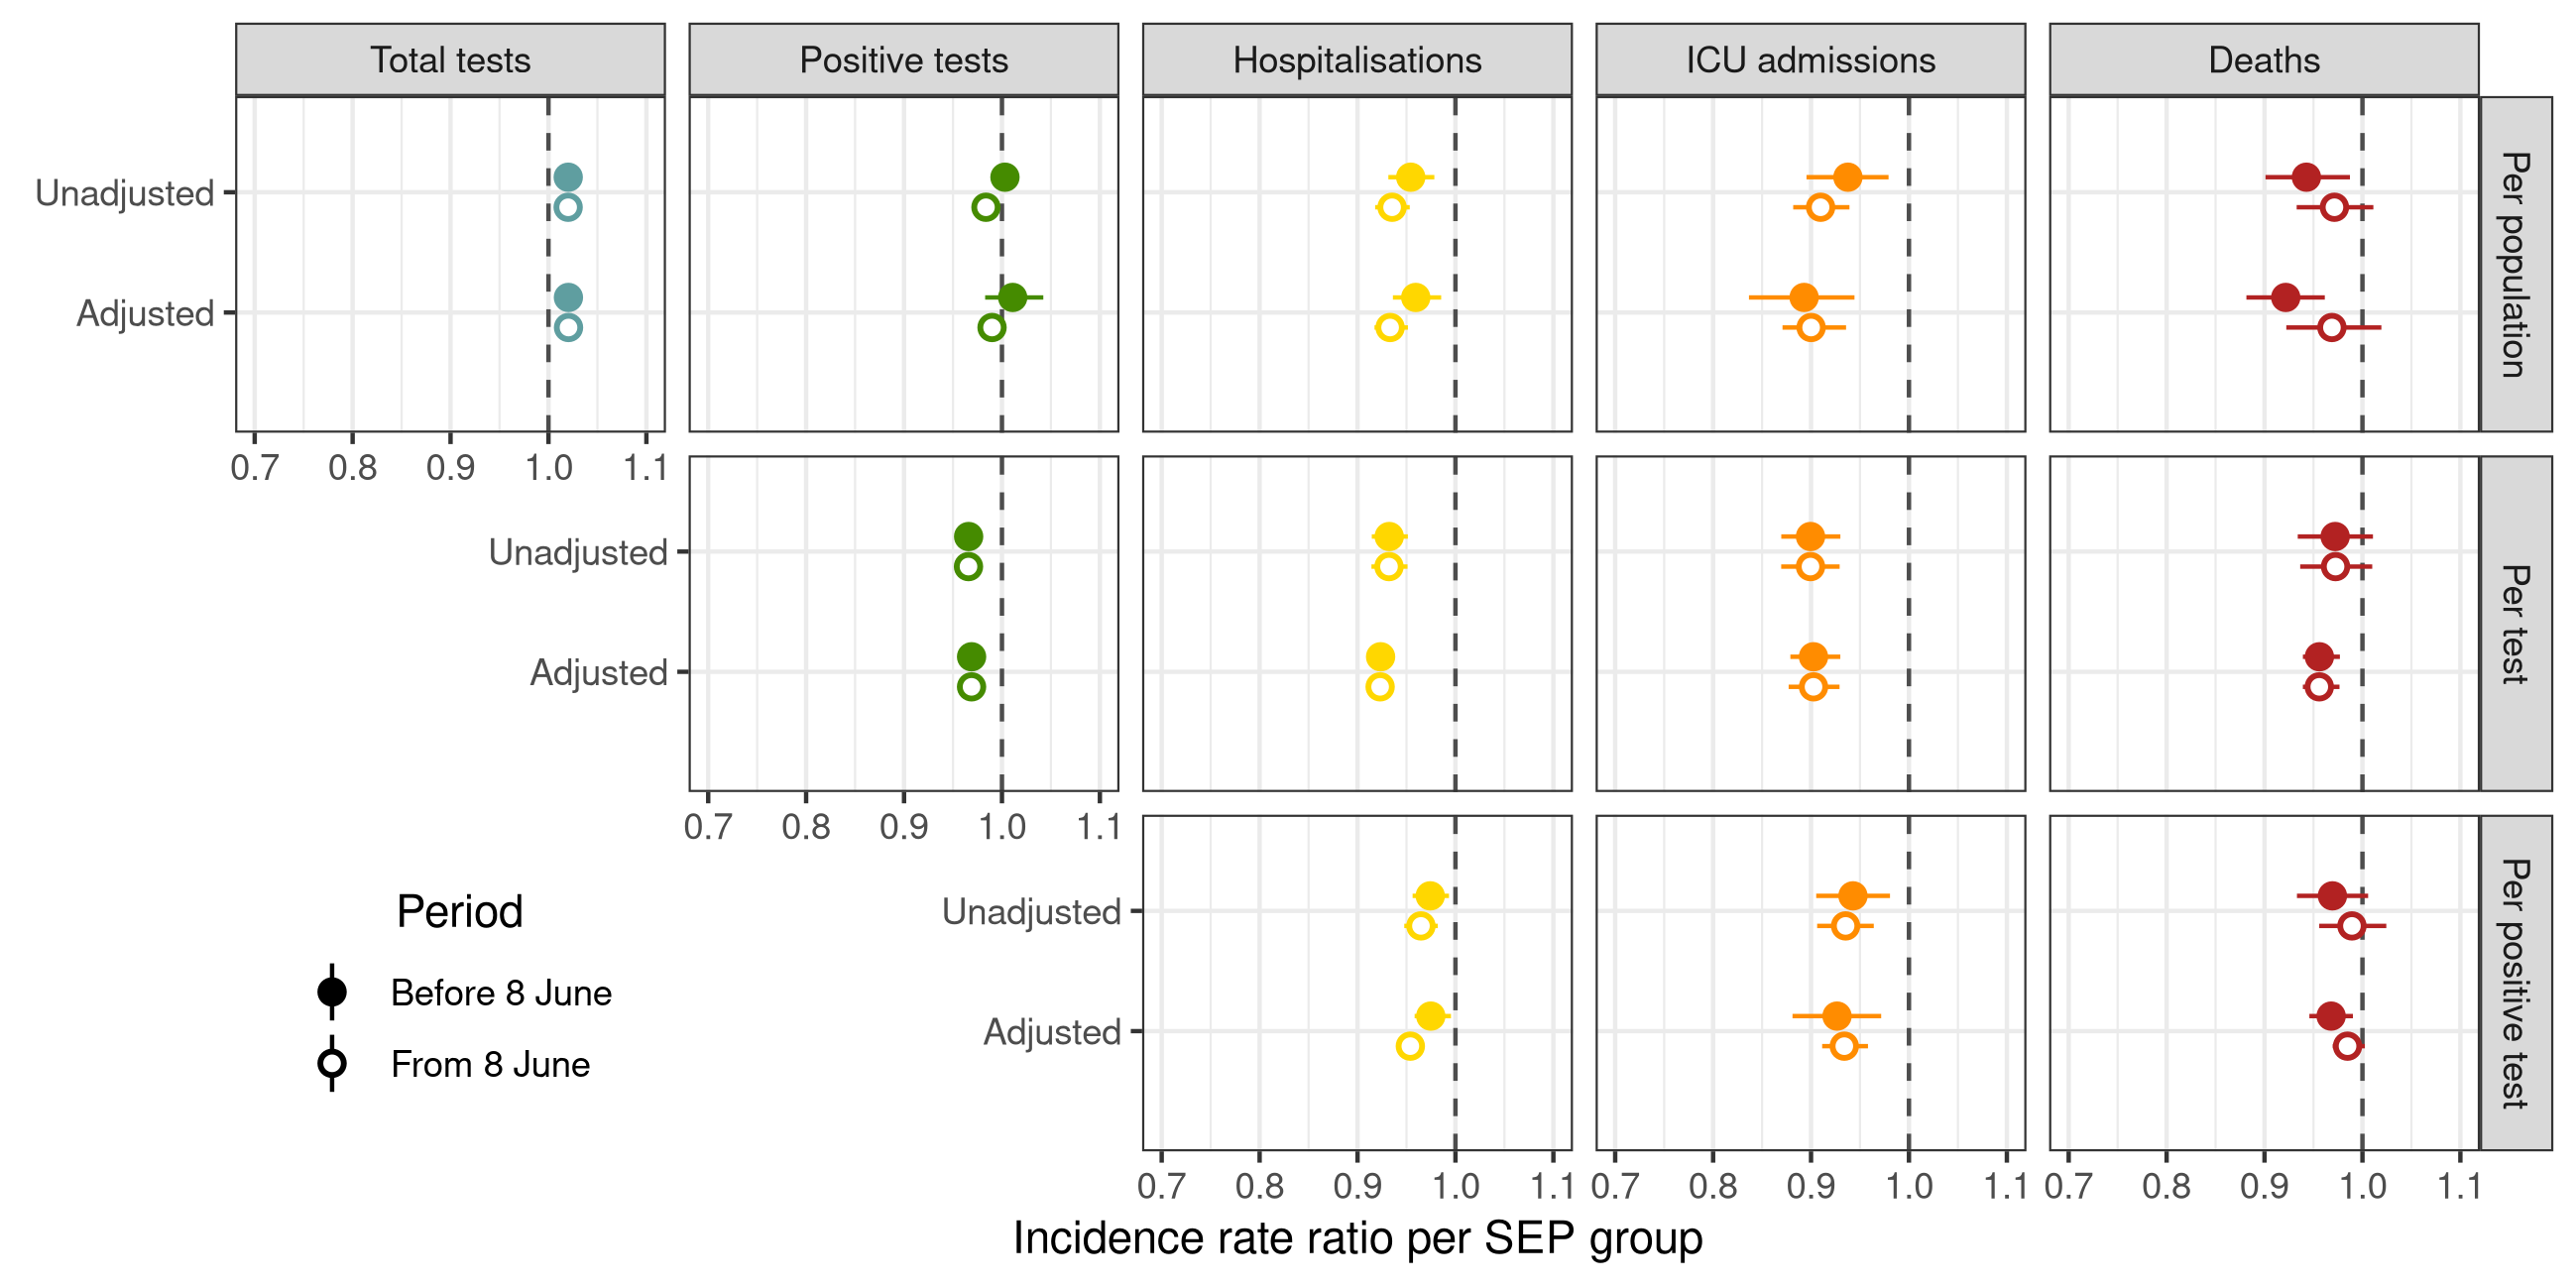 Total tests
Positive tests
Hospitalisations
ICU admissions
Deaths
Per population
Unadjusted
Adjusted
0.7 0.8 0.9 1.0 1.1
Per test
Unadjusted
Adjusted
0.7 0.8 0.9 1.0 1.1
Per positive test
Unadjusted
Adjusted
0.7 0.8 0.9 1.0 1.1
0.7 0.8 0.9 1.0 1.1
0.7 0.8 0.9 1.0 1.1
Incidence rate ratio per SEP group
Period
Before 8 June
From 8 June